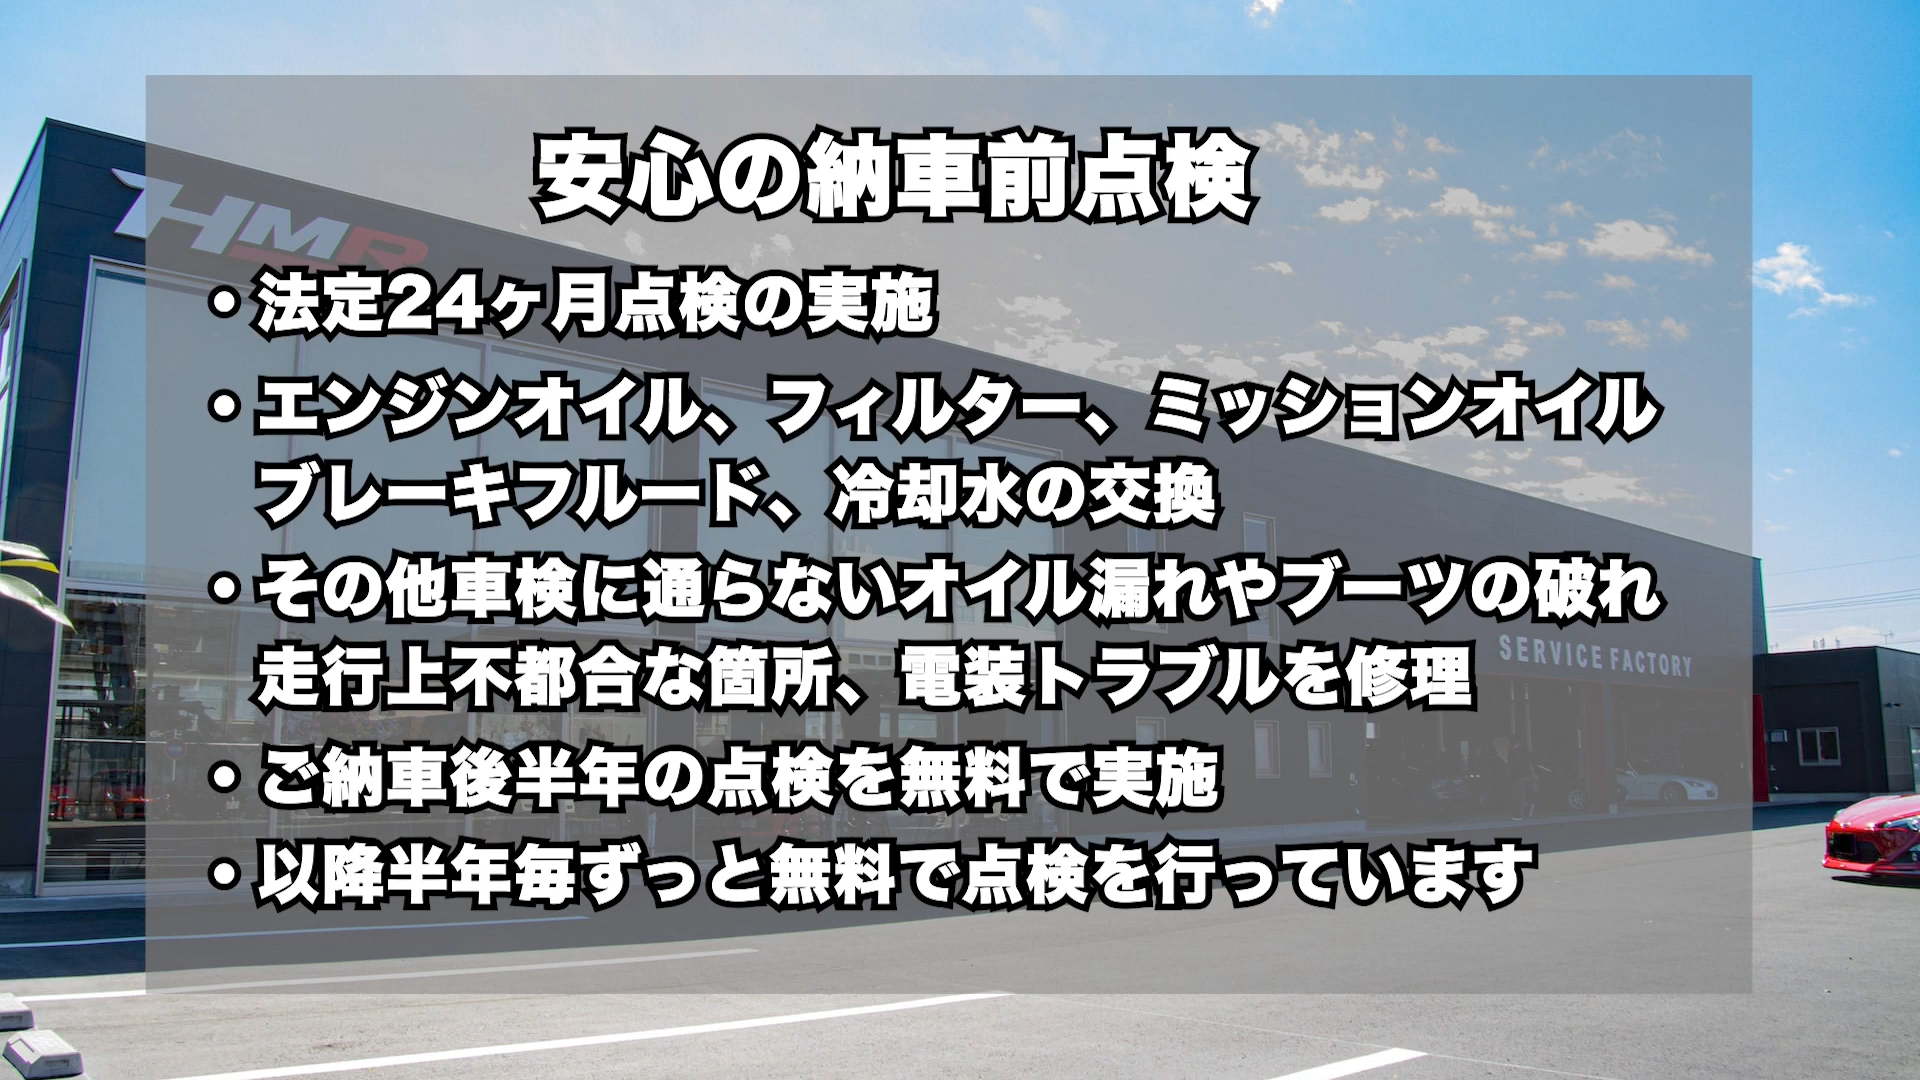 安心の納車前点検
HMR
・法定24ヶ月点検の実施
・エンジンオイル、フィルター、ミッションオイル
ブレーキフルード、冷却水の交換
・その他車検に通らないオイル漏れやブーツの破れ
走行上不都合な箇所、電装トラブルを修理
SERVICE FACTORY
・ご納車後半年の点検を無料で実施
・以降半年毎ずっと無料で点検を行っています